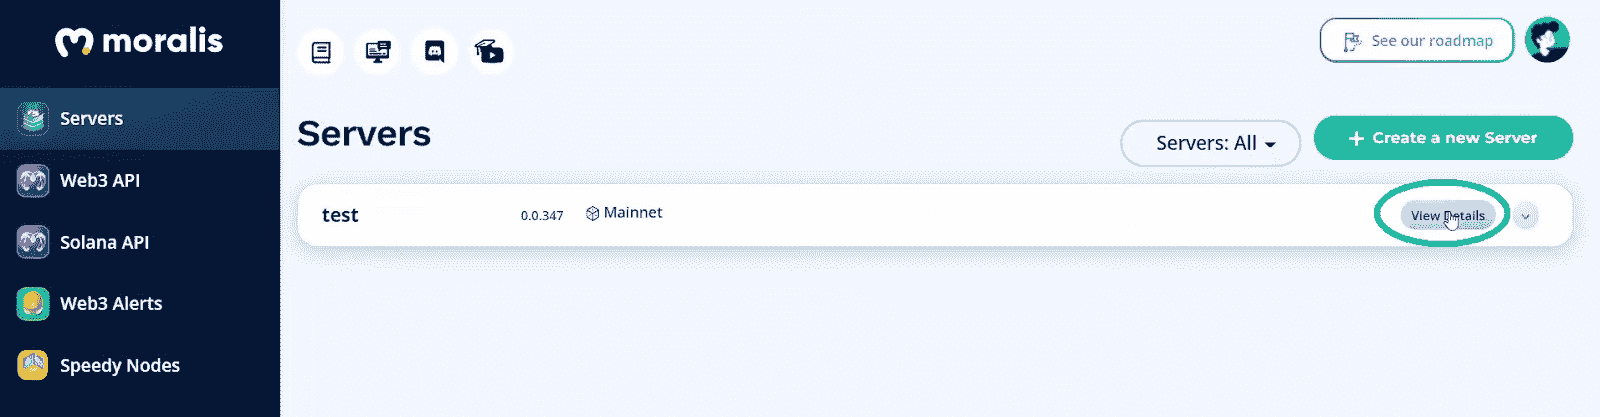 moralis
Servers
Web3 API
Solana API
Web3 Alerts
Speedy Nodes
See our roadmap
Servers
Servers: All
+ Create a new Server
test
0.0.347
Mainnet
View Details